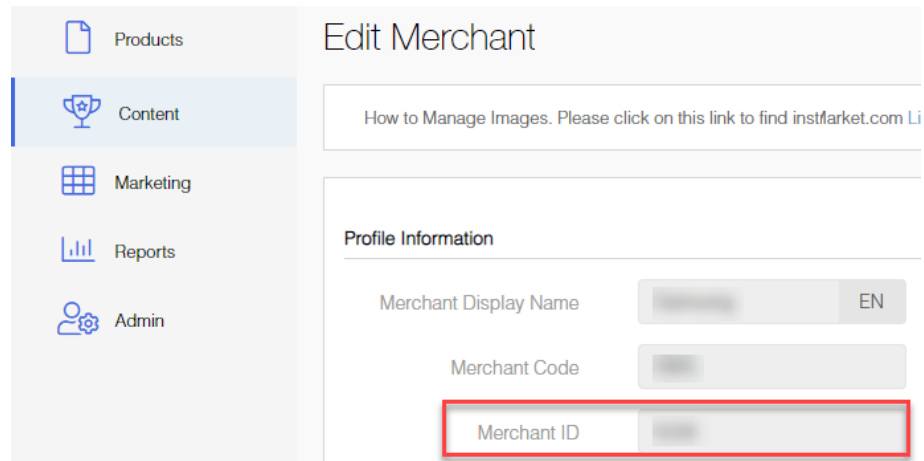 Products
Content
Marketing
Reports
Admin
Edit Merchant
How to Manage Images. Please click on this link to find instflarket.com Li
Profile Information
Merchant Display Name
EN
Merchant Code
Merchant ID